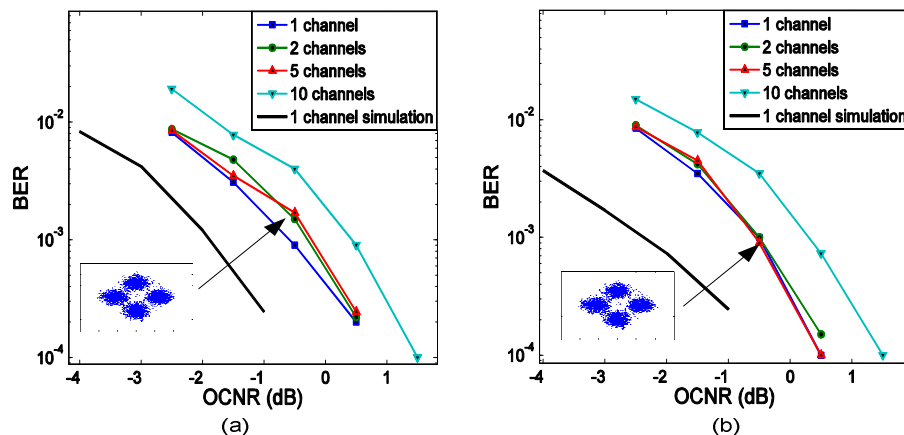 1 channel
2 channels
5 channels
10 channels
1 channel simulation
10^-2
10^-3
10^-4
BER
-4 -3 -2 -1 0 1
OCNR (dB)
(a)
1 channel
2 channels
5 channels
10 channels
1 channel simulation
10^-2
10^-3
10^-4
BER
-4 -3 -2 -1 0 1
OCNR (dB)
(b)